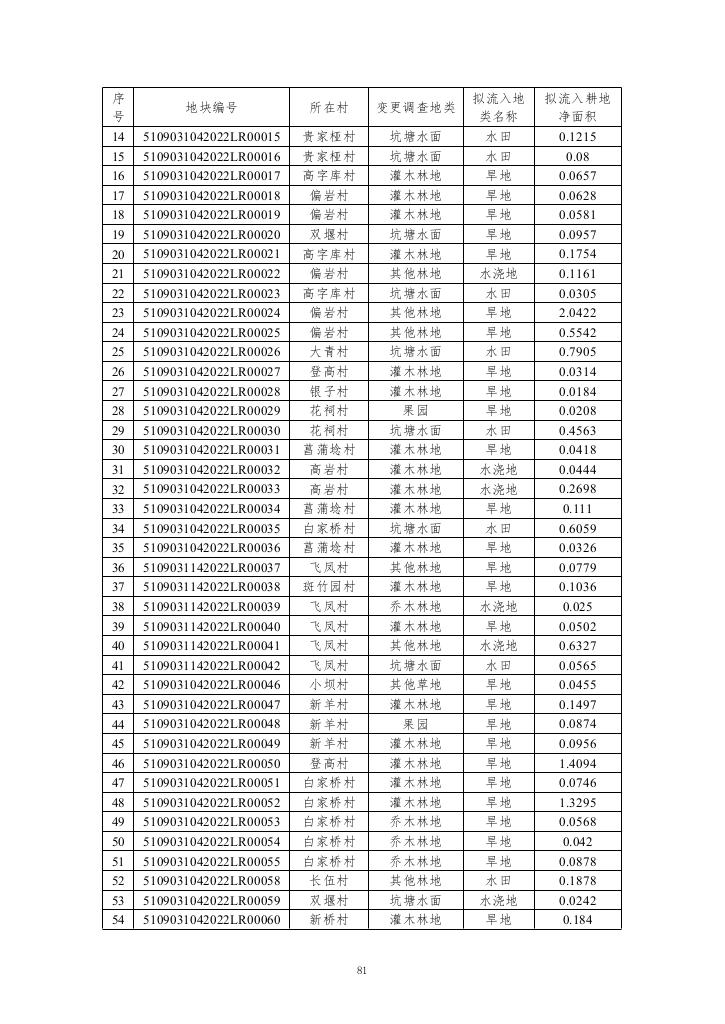 序号 地块编号 所在村 变更调查地类 拟流入地类名称 拟流入耕地净面积
14 5109031042022LR00015 贵家桠村 坑塘水面 水田 0.1215
15 5109031042022LR00016 贵家桠村 坑塘水面 水田 0.08
16 5109031042022LR00017 高字库村 灌木林地 旱地 0.0657
17 5109031042022LR00018 偏岩村 灌木林地 旱地 0.0628
18 5109031042022LR00019 偏岩村 灌木林地 旱地 0.0581
19 5109031042022LR00020 双堰村 坑塘水面 旱地 0.0957
20 5109031042022LR00021 高字库村 灌木林地 旱地 0.1754
21 5109031042022LR00022 偏岩村 其他林地 水浇地 0.1161
22 5109031042022LR00023 高字库村 坑塘水面 水田 0.0305
23 5109031042022LR00024 偏岩村 其他林地 旱地 2.0422
24 5109031042022LR00025 偏岩村 其他林地 旱地 0.5542
25 5109031042022LR00026 大青村 坑塘水面 水田 0.7905
26 5109031042022LR00027 登高村 灌木林地 旱地 0.0314
27 5109031042022LR00028 银子村 灌木林地 旱地 0.0184
28 5109031042022LR00029 花祠村 果园 旱地 0.0208
29 5109031042022LR00030 花祠村 坑塘水面 水田 0.4563
30 5109031042022LR00031 菖蒲埝村 灌木林地 旱地 0.0418
31 5109031042022LR00032 高岩村 灌木林地 水浇地 0.0444
32 5109031042022LR00033 高岩村 灌木林地 水浇地 0.2698
33 5109031042022LR00034 菖蒲埝村 灌木林地 旱地 0.111
34 5109031042022LR00035 白家桥村 坑塘水面 水田 0.6059
35 5109031042022LR00036 菖蒲埝村 灌木林地 旱地 0.0326
36 5109031142022LR00037 飞凤村 其他林地 旱地 0.0779
37 5109031142022LR00038 斑竹园村 灌木林地 旱地 0.1036
38 5109031142022LR00039 飞凤村 乔木林地 水浇地 0.025
39 5109031142022LR00040 飞凤村 灌木林地 旱地 0.0502
40 5109031142022LR00041 飞凤村 其他林地 水浇地 0.6327
41 5109031142022LR00042 飞凤村 坑塘水面 水田 0.0565
42 5109031042022LR00046 小坝村 其他草地 旱地 0.0455
43 5109031042022LR00047 新羊村 灌木林地 旱地 0.1497
44 5109031042022LR00048 新羊村 果园 旱地 0.0874
45 5109031042022LR00049 新羊村 灌木林地 旱地 0.0956
46 5109031042022LR00050 登高村 灌木林地 旱地 1.4094
47 5109031042022LR00051 白家桥村 灌木林地 旱地 0.0746
48 5109031042022LR00052 白家桥村 灌木林地 旱地 1.3295
49 5109031042022LR00053 白家桥村 乔木林地 旱地 0.0568
50 5109031042022LR00054 白家桥村 乔木林地 旱地 0.042
51 5109031042022LR00055 白家桥村 乔木林地 旱地 0.0878
52 5109031042022LR00058 长伍村 其他林地 水田 0.1878
53 5109031042022LR00059 双堰村 坑塘水面 水浇地 0.0242
54 5109031042022LR00060 新桥村 灌木林地 旱地 0.184
81